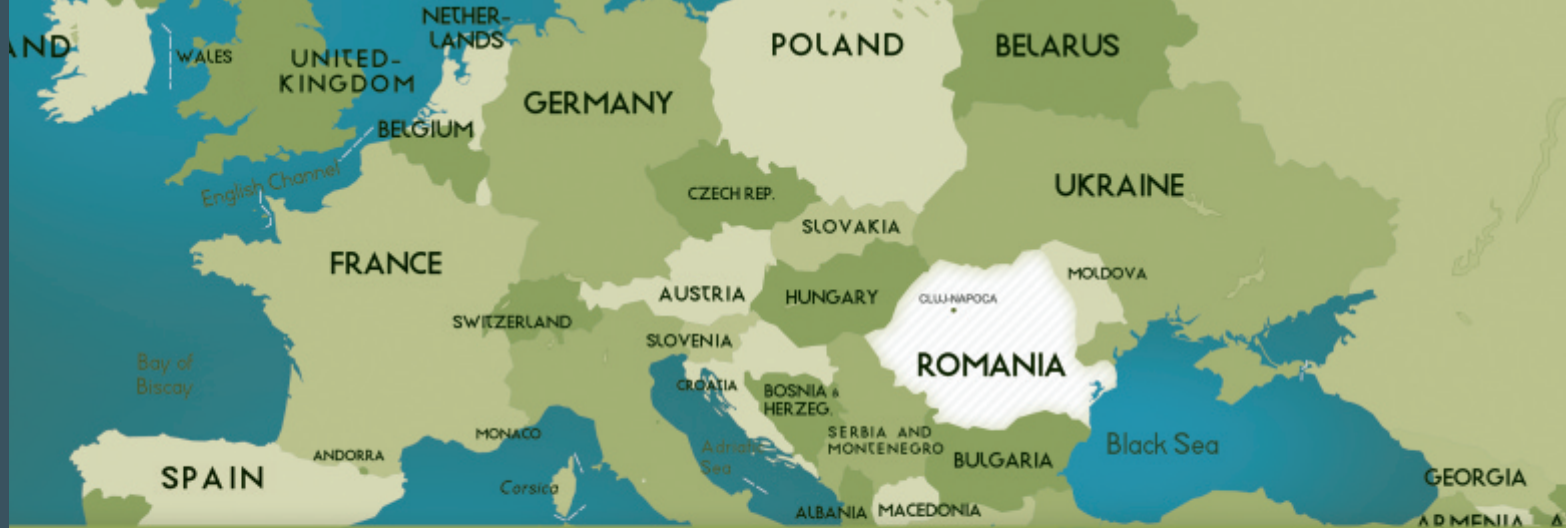 NETHER-
LANDS
AND
WALES
UNITED-
KINGDOM
POLAND
BELARUS
GERMANY
BELGIUM
English Channel
CZECH REP.
UKRAINE
SLOVAKIA
FRANCE
MOLDOVA
AUSTRIA
HUNGARY
CLUJ-NAPOCA
SWITZERLAND
SLOVENIA
ROMANIA
Bay of
Biscay
CROATIA
BOSNIA &
HERZEG.
MONACO
SERBIA AND
MONTENEGRO
Adriatic
Sea
Black Sea
ANDORRA
BULGARIA
SPAIN
GEORGIA
Corsica
ALBANIA
MACEDONIA
ARMENIA